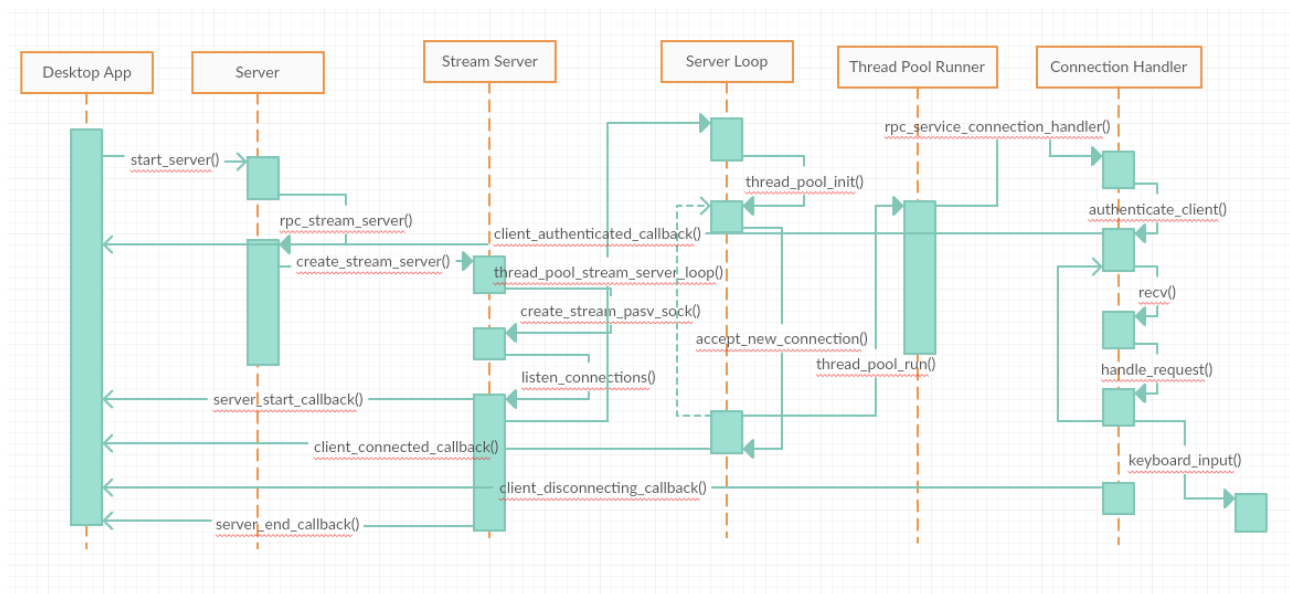 Desktop App
Server
Stream Server
Server Loop
Thread Pool Runner
Connection Handler
rpc_service_connection_handler()
start_server()
thread_pool_init()
authenticate_client()
rpc_stream_server()
client_authenticated_callback()
create_stream_server()
thread_pool_stream_server_loop()
recv()
create_stream_pasv_sock()
accept_new_connection()
thread_pool_run()
handle_request()
listen_connections()
server_start_callback()
client_connected_callback()
keyboard_input()
client_disconnecting_callback()
server_end_callback()